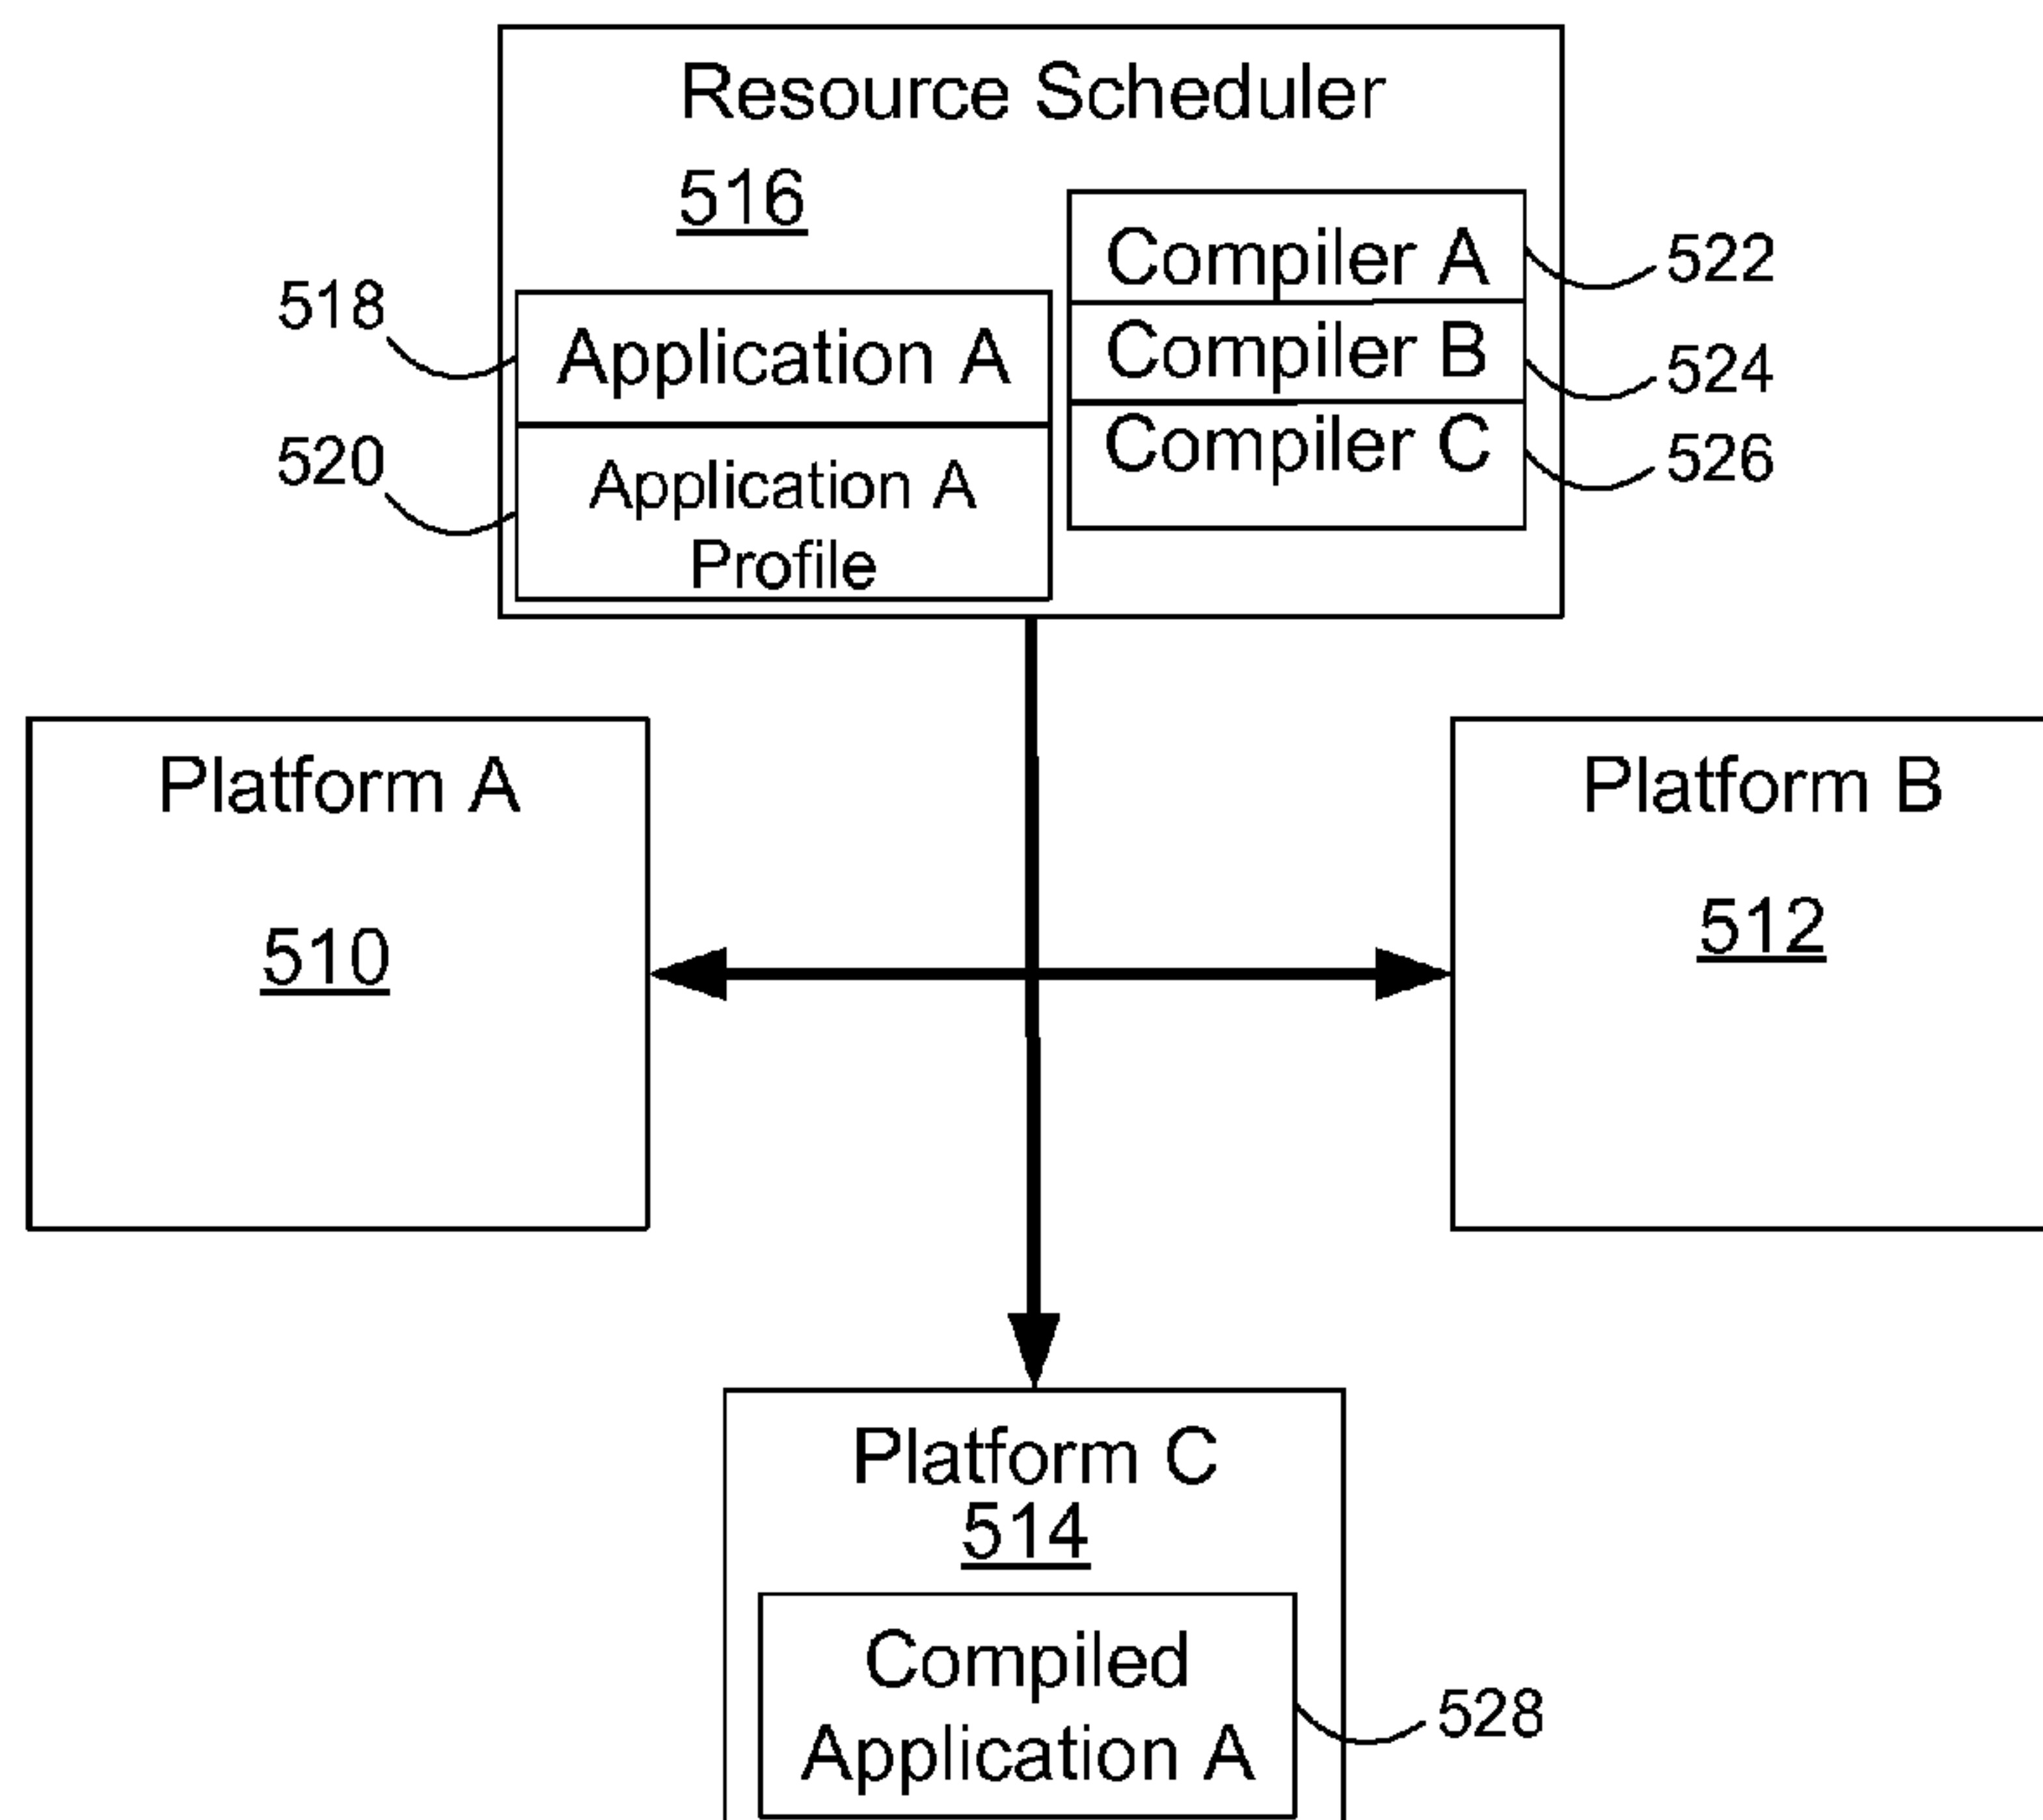 Resource Scheduler
516
Compiler A
522
518
Application A
Compiler B
524
Compiler C
526
520
Application A
Profile
Platform A
510
Platform B
512
Platform C
514
Compiled
Application A
528